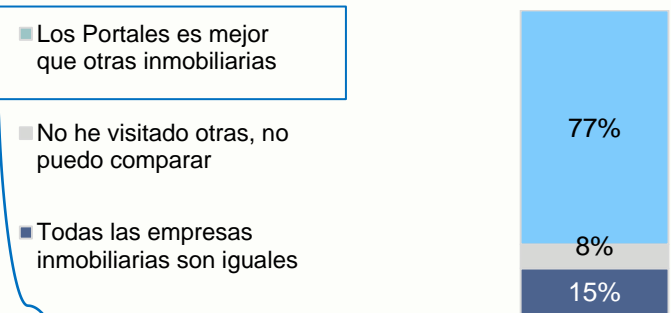 Los Portales es mejor
que otras inmobiliarias
77%
No he visitado otras, no
puedo comparar
8%
Todas las empresas
inmobiliarias son iguales
15%